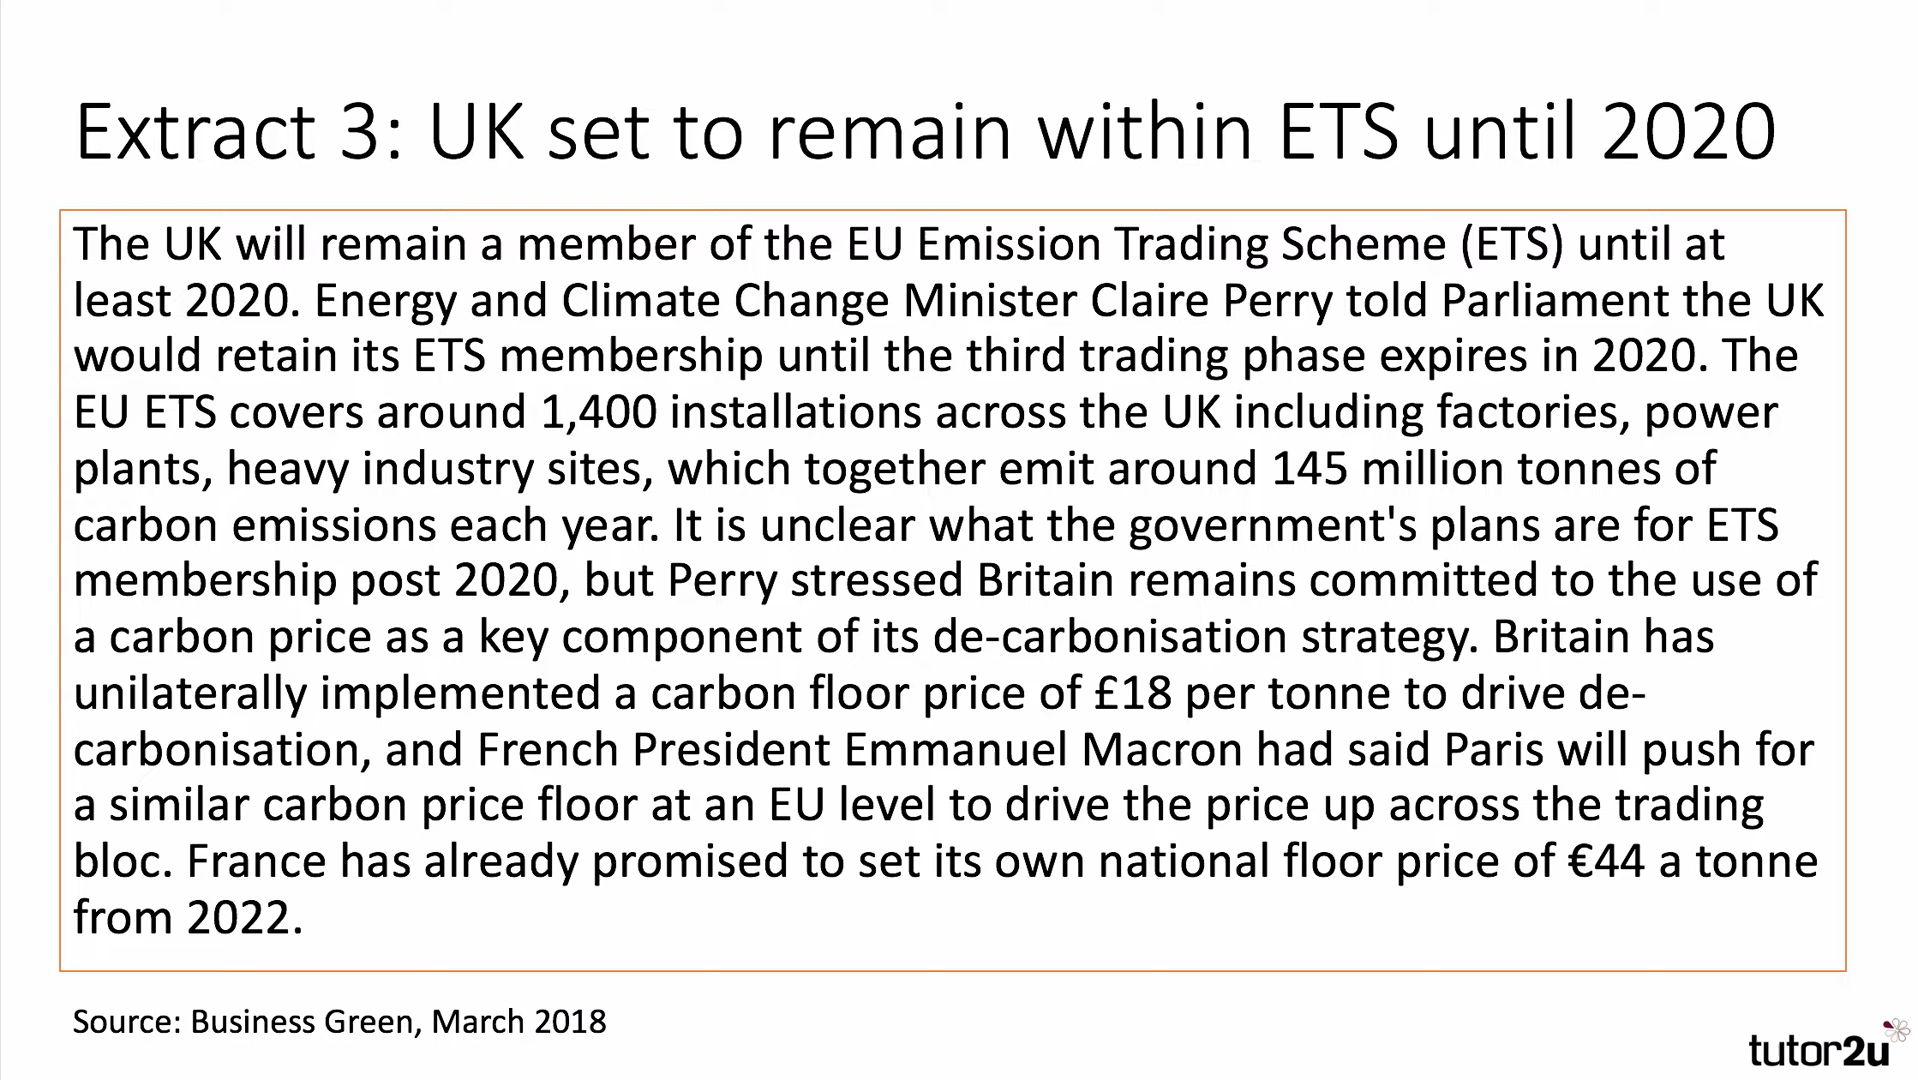 Extract 3: UK set to remain within ETS until 2020
The UK will remain a member of the EU Emission Trading Scheme (ETS) until at
least 2020. Energy and Climate Change Minister Claire Perry told Parliament the UK
would retain its ETS membership until the third trading phase expires in 2020. The
EU ETS covers around 1,400 installations across the UK including factories, power
plants, heavy industry sites, which together emit around 145 million tonnes of
carbon emissions each year. It is unclear what the government's plans are for ETS
membership post 2020, but Perry stressed Britain remains committed to the use of
a carbon price as a key component of its de-carbonisation strategy. Britain has
unilaterally implemented a carbon floor price of £18 per tonne to drive de-
carbonisation, and French President Emmanuel Macron had said Paris will push for
a similar carbon price floor at an EU level to drive the price up across the trading
bloc. France has already promised to set its own national floor price of €44 a tonne
from 2022.
Source: Business Green, March 2018
tutor2u